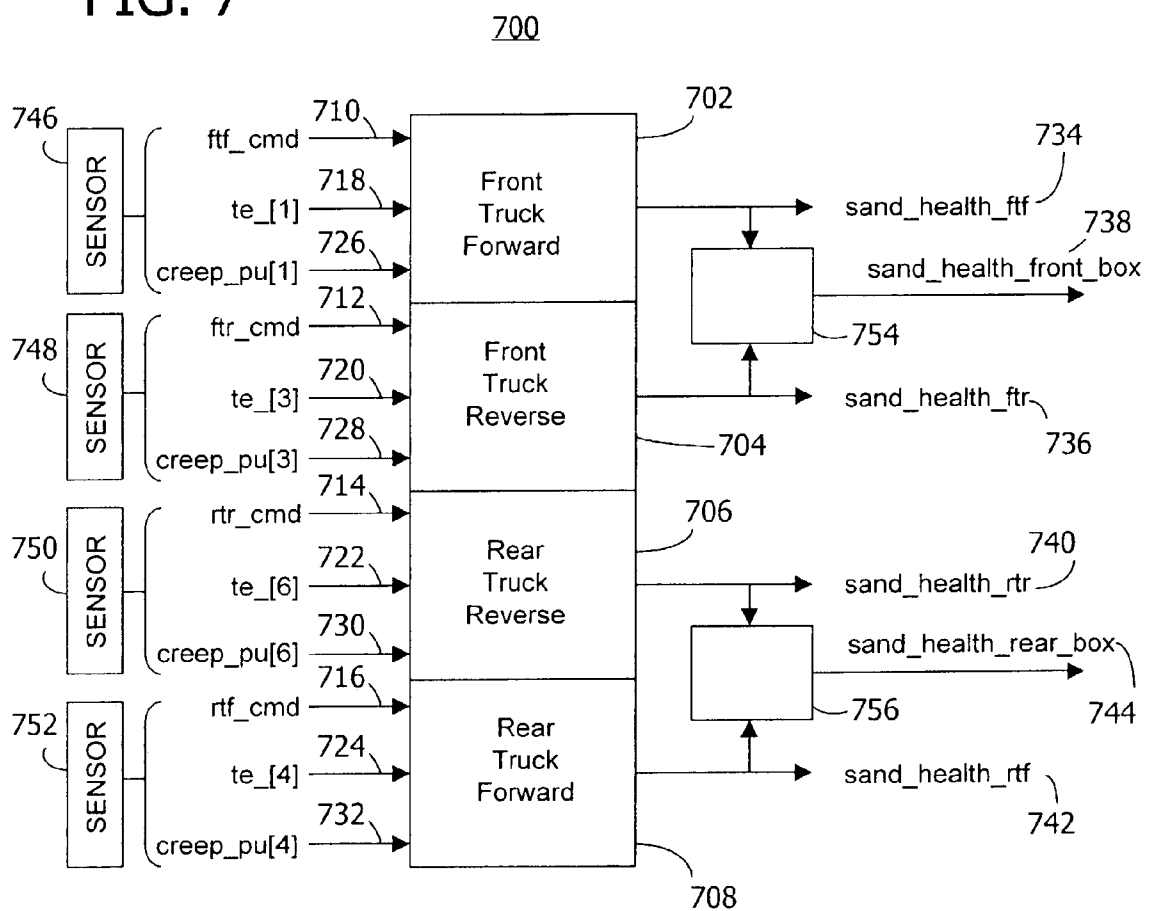 FIG. 7
700
746
SENSOR
ftf_cmd
710
te_[1]
718
creep_pu[1]
726
Front
Truck
Forward
702
sand_health_ftf
734
738
sand_health_front_box
754
748
SENSOR
ftr_cmd
712
te_[3]
720
creep_pu[3]
728
Front
Truck
Reverse
704
sand_health_ftr
736
750
SENSOR
rtr_cmd
714
te_[6]
722
creep_pu[6]
730
Rear
Truck
Reverse
706
sand_health_rtr
740
sand_health_rear_box
744
756
752
SENSOR
rtf_cmd
716
te_[4]
724
creep_pu[4]
732
Rear
Truck
Forward
708
sand_health_rtf
742